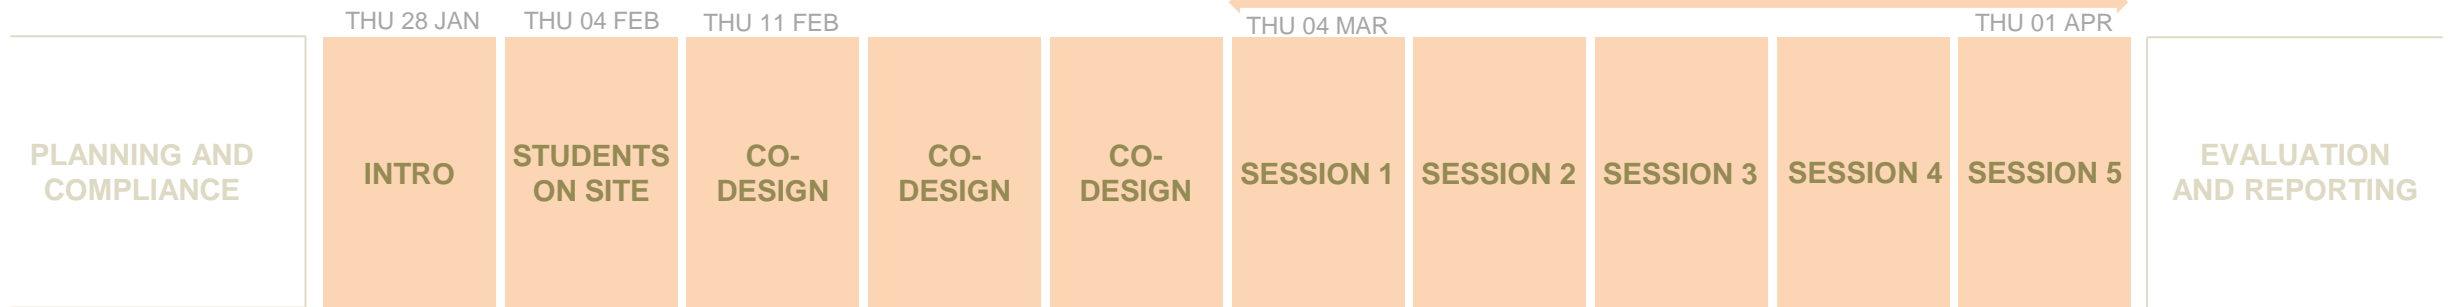 THU 28 JAN
THU 04 FEB
THU 11 FEB
THU 04 MAR
THU 01 APR
PLANNING AND
COMPLIANCE
INTRO
STUDENTS
ON SITE
CO-
DESIGN
CO-
DESIGN
CO-
DESIGN
SESSION 1
SESSION 2
SESSION 3
SESSION 4
SESSION 5
EVALUATION
AND REPORTING